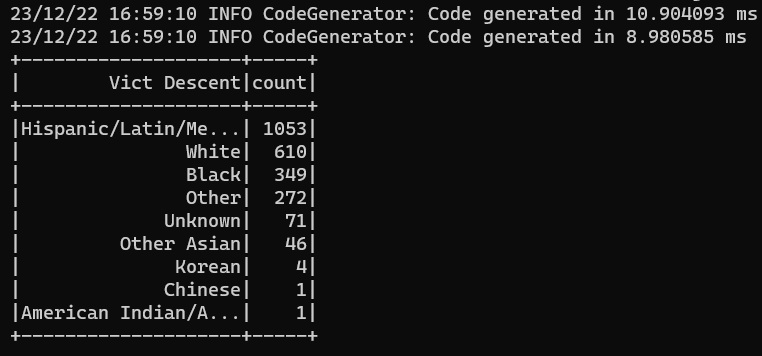 23/12/22 16:59:10 INFO CodeGenerator: Code generated in 10.904093 ms
23/12/22 16:59:10 INFO CodeGenerator: Code generated in 8.980585 ms
+--------------------+-----+
|        Vict Descent|count|
+--------------------+-----+
|Hispanic/Latin/Me...| 1053|
|               White|  610|
|               Black|  349|
|               Other|  272|
|             Unknown|   71|
|         Other Asian|   46|
|              Korean|    4|
|             Chinese|    1|
|American Indian/A...|    1|
+--------------------+-----+